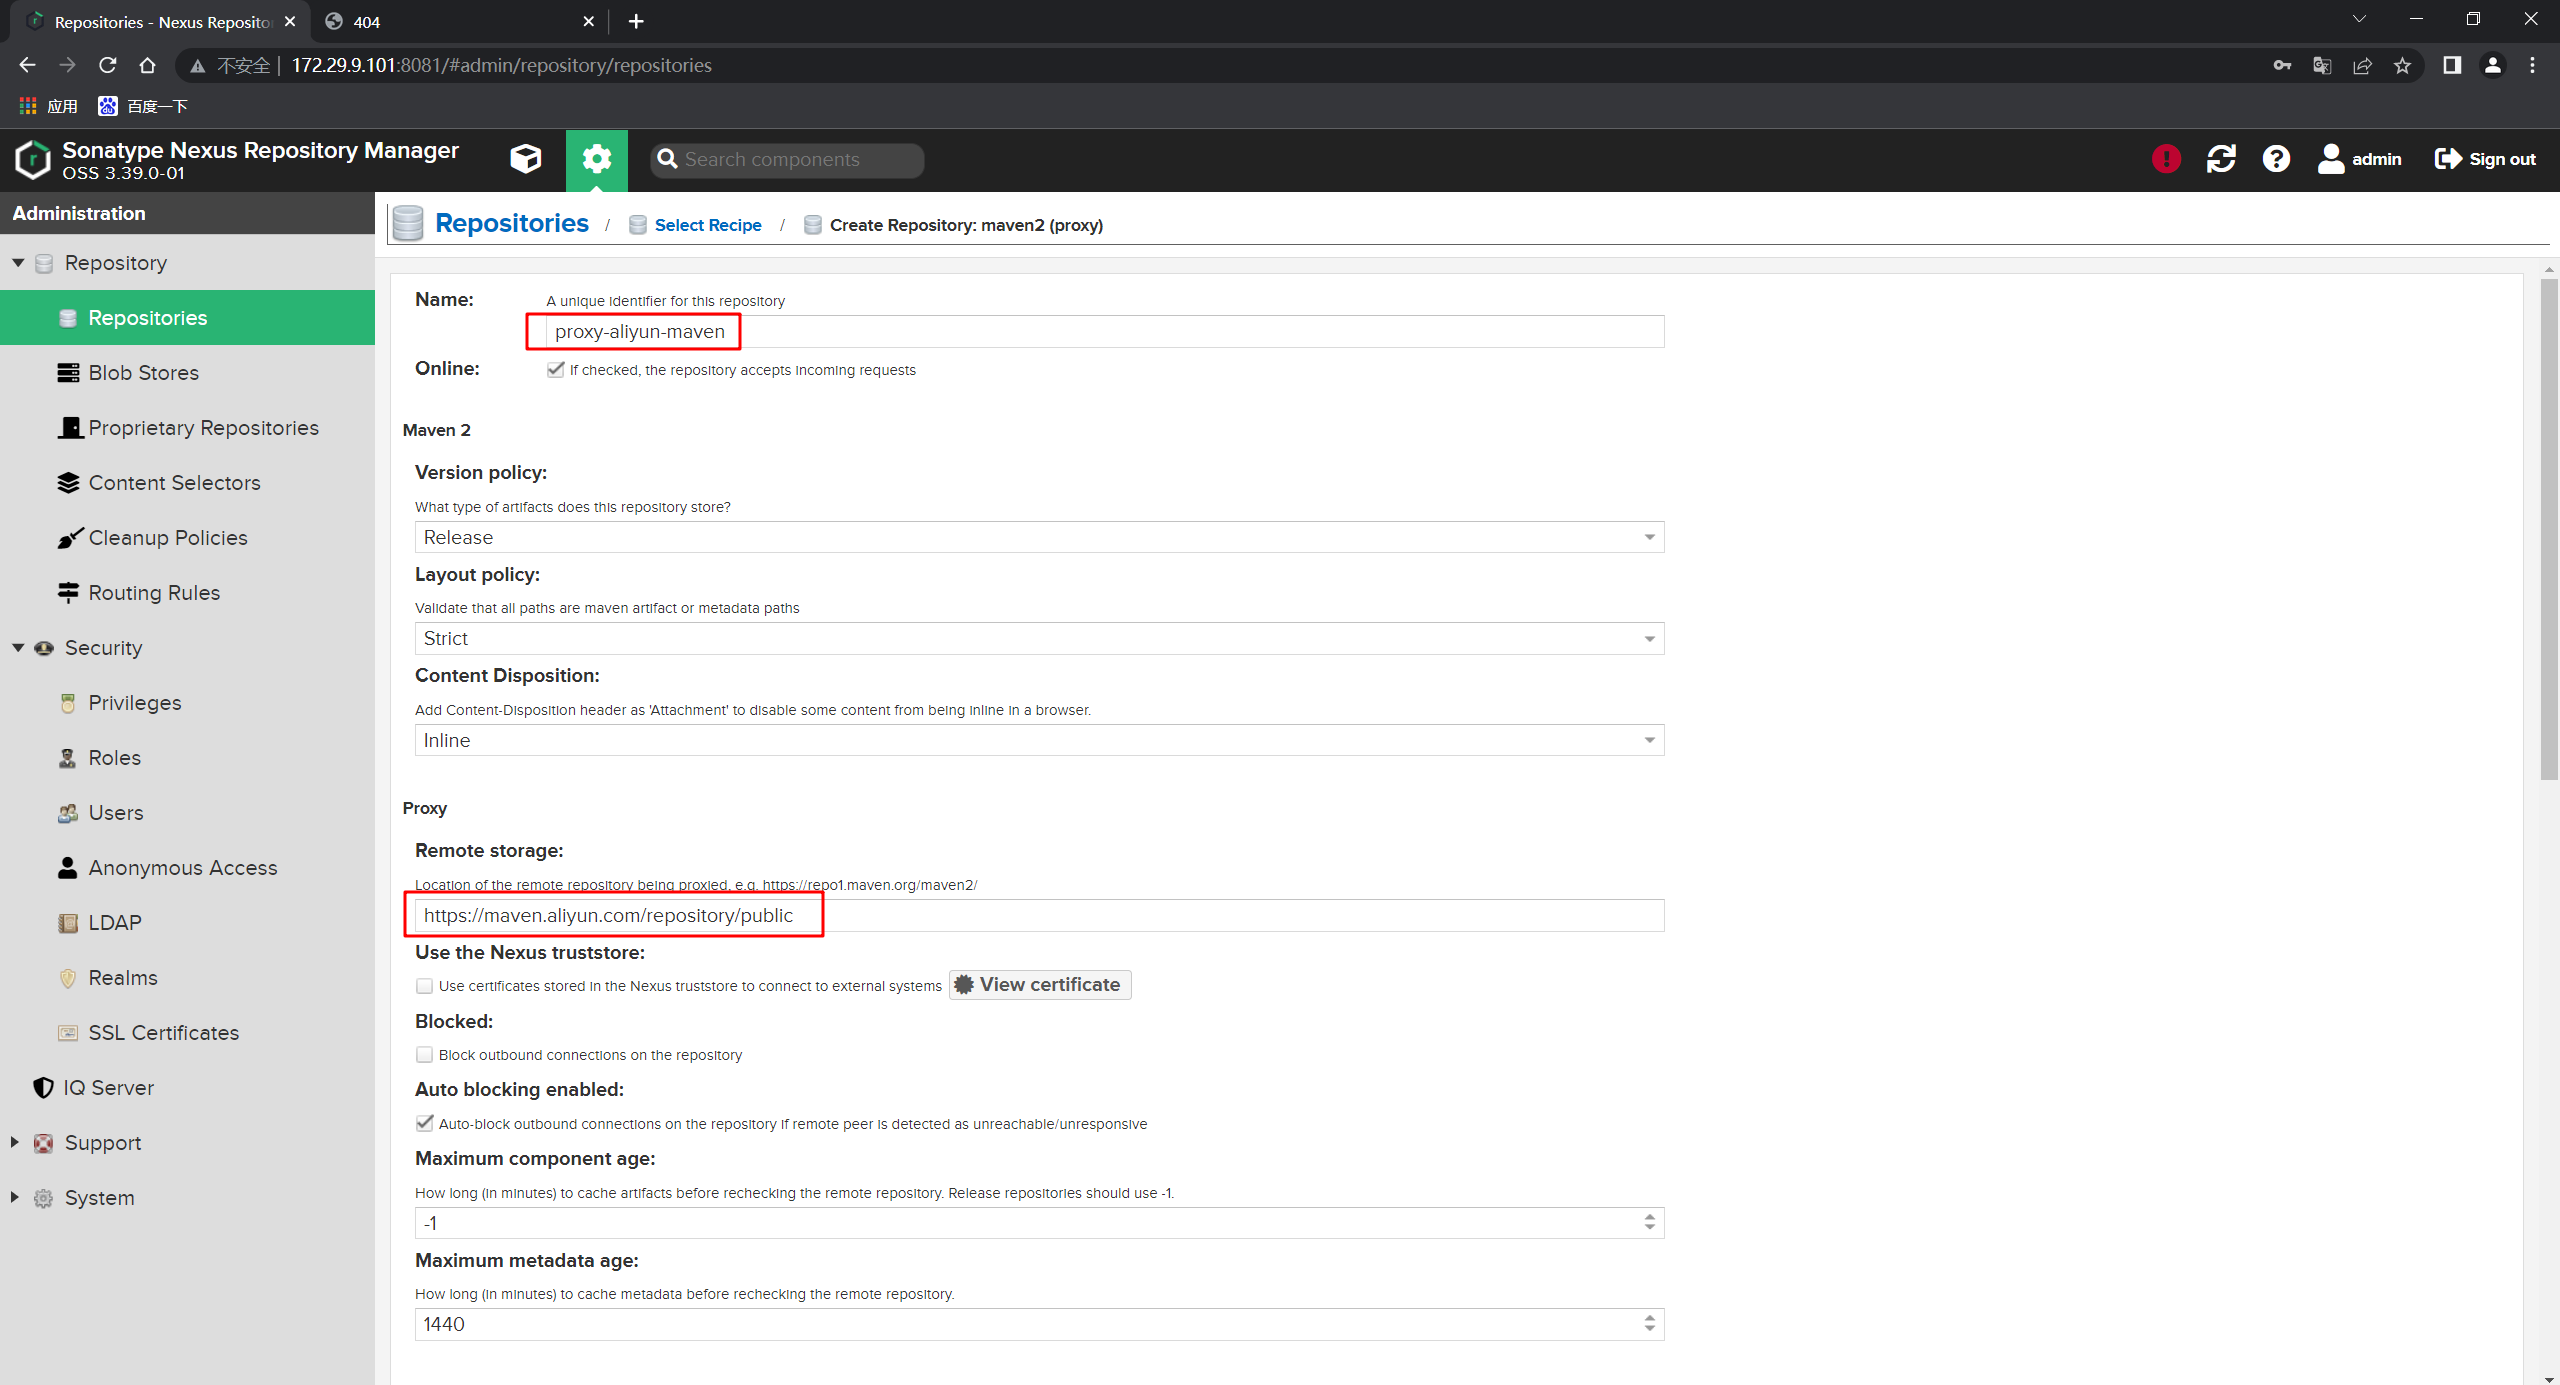 Repositories - Nexus Reposito
404
不安全
172.29.9.101:8081/#admin/repository/repositories
应用
百度一下
Sonatype Nexus Repository Manager
OSS 3.39.0-01
Search components
admin
Sign out
Administration
Repositories / Select Recipe / Create Repository: maven2 (proxy)
Repository
Repositories
Blob Stores
Proprietary Repositories
Content Selectors
Cleanup Policies
Routing Rules
Security
Privileges
Roles
Users
Anonymous Access
LDAP
Realms
SSL Certificates
IQ Server
Support
System
Name:
A unique identifier for this repository
proxy-aliyun-maven
Online:
If checked, the repository accepts incoming requests
Maven 2
Version policy:
What type of artifacts does this repository store?
Release
Layout policy:
Validate that all paths are maven artifact or metadata paths
Strict
Content Disposition:
Add Content-Disposition header as 'Attachment' to disable some content from being inline in a browser.
Inline
Proxy
Remote storage:
Location of the remote repository being proxied, e.g. https://repo1.maven.org/maven2/
https://maven.aliyun.com/repository/public
Use the Nexus truststore:
Use certificates stored in the Nexus truststore to connect to external systems
View certificate
Blocked:
Block outbound connections on the repository
Auto blocking enabled:
Auto-block outbound connections on the repository if remote peer is detected as unreachable/unresponsive
Maximum component age:
How long (in minutes) to cache artifacts before rechecking the remote repository. Release repositories should use -1.
-1
Maximum metadata age:
How long (in minutes) to cache metadata before rechecking the remote repository.
1440